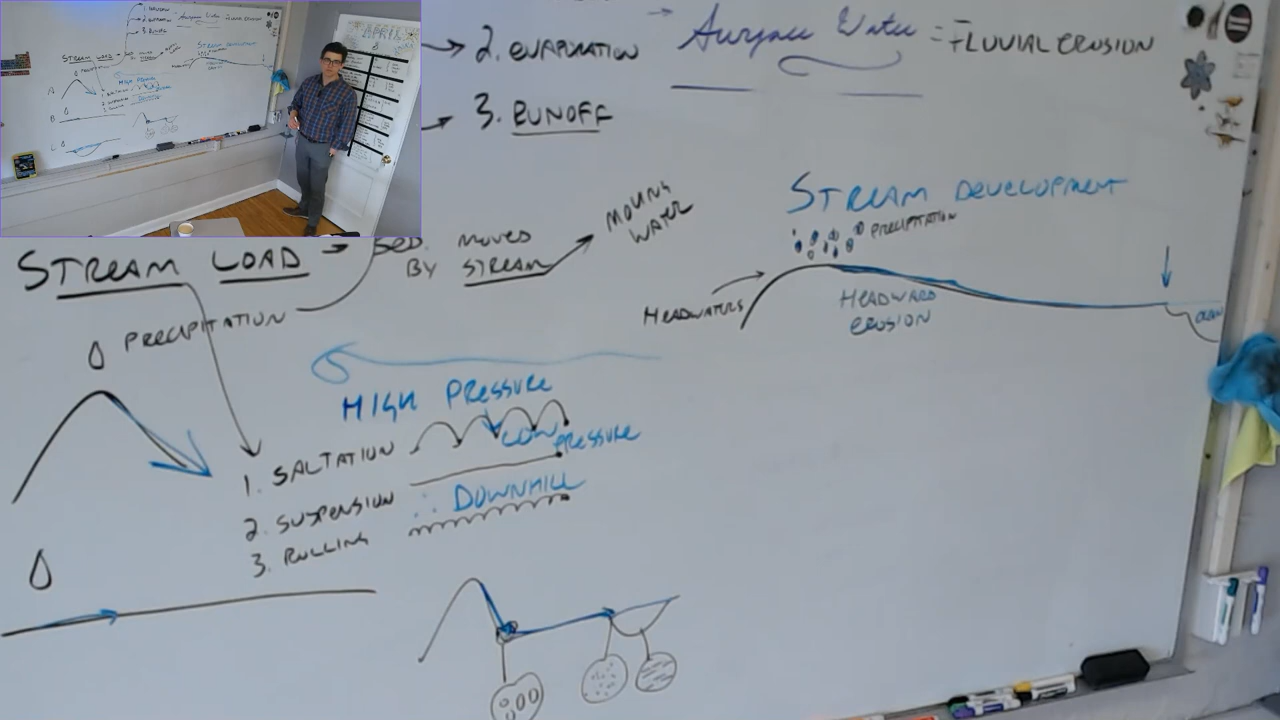 2. EVAPORATION
3. RUNOFF
Surface Water = FLUVIAL EROSION
STREAM LOAD → SED. MOVED
BY STREAM
MOVING
WATER
PRECIPITATION
HIGH PRESSURE
LOW PRESSURE
DOWNHILL
1. SALTATION
2. SUSPENSION
3. ROLLING
STREAM DEVELOPMENT
PRECIPITATION
HEADWATERS
HEADWARD
EROSION